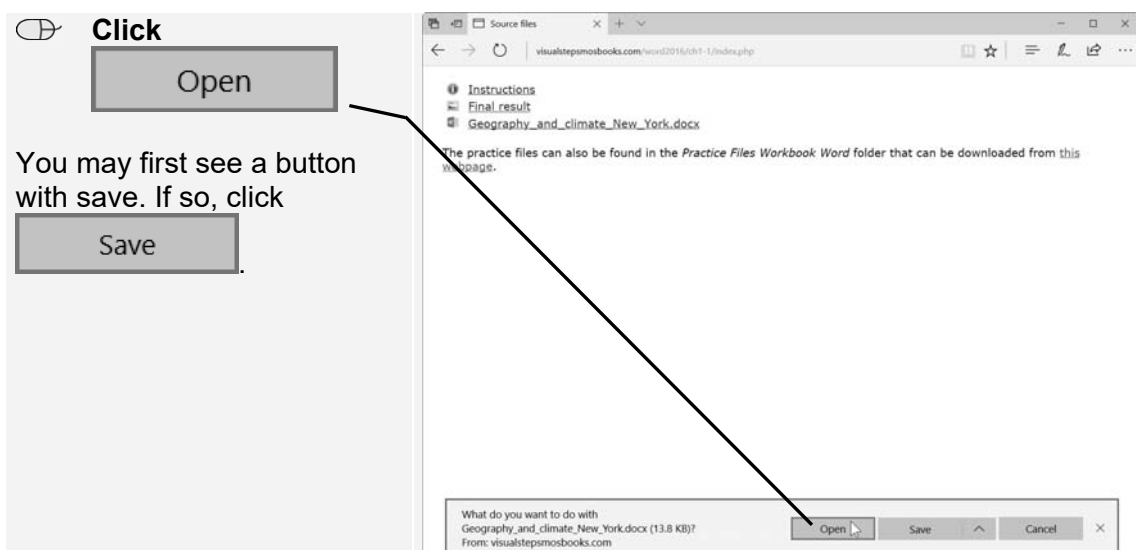 Click
Open
You may first see a button
with save. If so, click
Save
.
Source files
visualstepsmosbooks.com/word2016/ch1-1/index.php
Instructions
Final result
Geography_and_climate_New_York.docx
The practice files can also be found in the Practice Files Workbook Word folder that can be downloaded from this
webpage.
What do you want to do with
Geography_and_climate_New_York.docx (13.8 KB)?
From: visualstepsmosbooks.com
Open
Save
Cancel